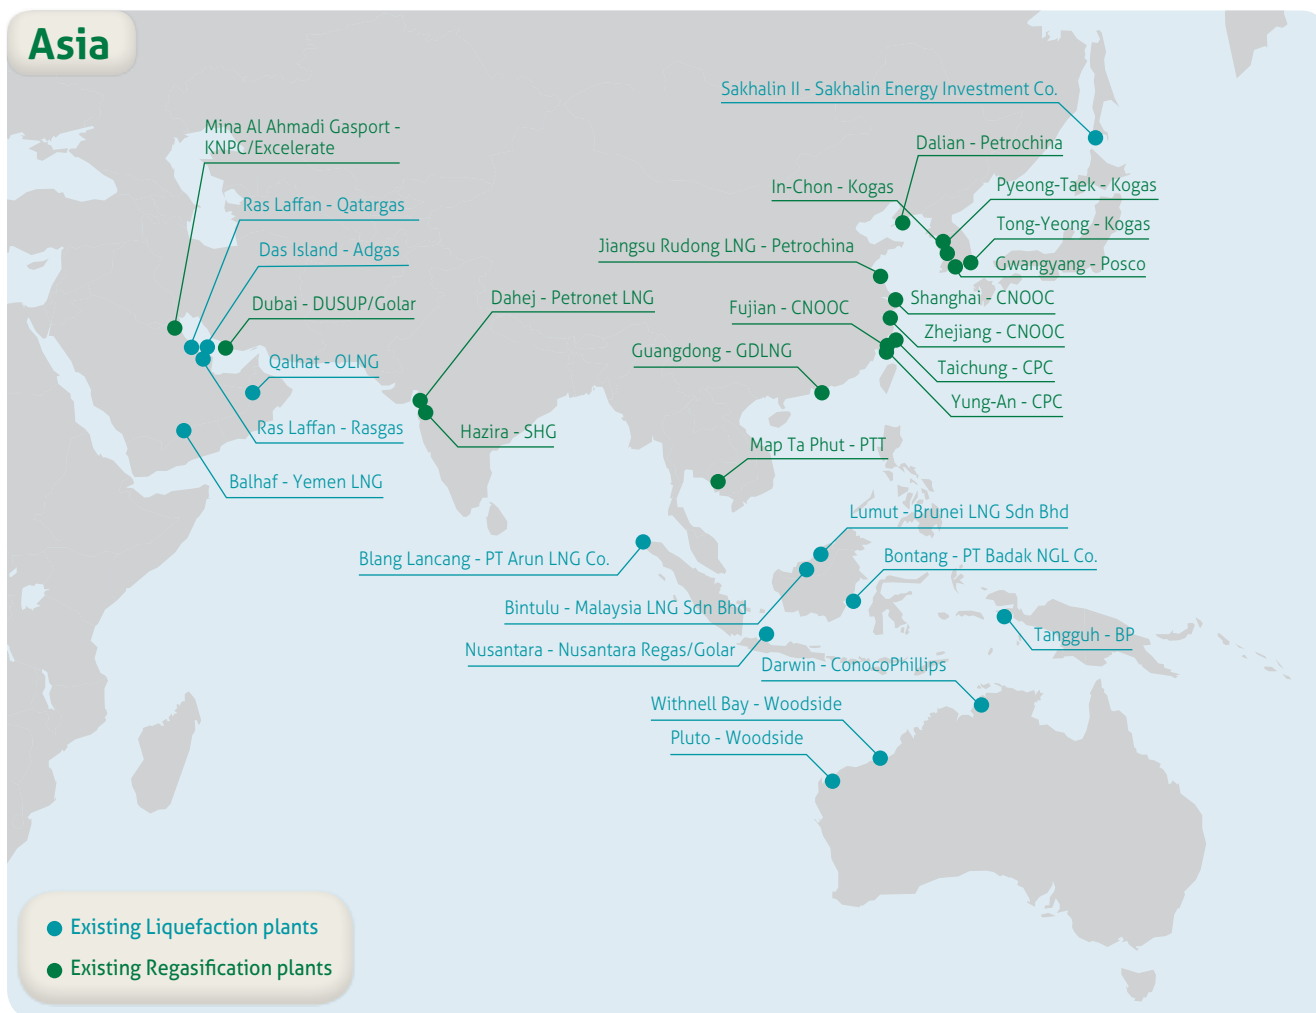 Asia
Sakhalin II - Sakhalin Energy Investment Co.
Mina Al Ahmadi Gasport -
KNPC/Excelerate
Dalian - Petrochina
In-Chon - Kogas
Pyeong-Taek - Kogas
Ras Laffan - Qatargas
Tong-Yeong - Kogas
Das Island - Adgas
Jiangsu Rudong LNG - Petrochina
Gwangyang - Posco
Dubai - DUSUP/Golar
Dahej - Petronet LNG
Fujian - CNOOC
Shanghai - CNOOC
Zhejiang - CNOOC
Guangdong - GDLNG
Qalhat - OLNG
Taichung - CPC
Yung-An - CPC
Ras Laffan - Rasgas
Hazira - SHG
Map Ta Phut - PTT
Balhaf - Yemen LNG
Lumut - Brunei LNG Sdn Bhd
Blang Lancang - PT Arun LNG Co.
Bontang - PT Badak NGL Co.
Bintulu - Malaysia LNG Sdn Bhd
Tangguh - BP
Nusantara - Nusantara Regas/Golar
Darwin - ConocoPhillips
Withnell Bay - Woodside
Pluto - Woodside
Existing Liquefaction plants
Existing Regasification plants